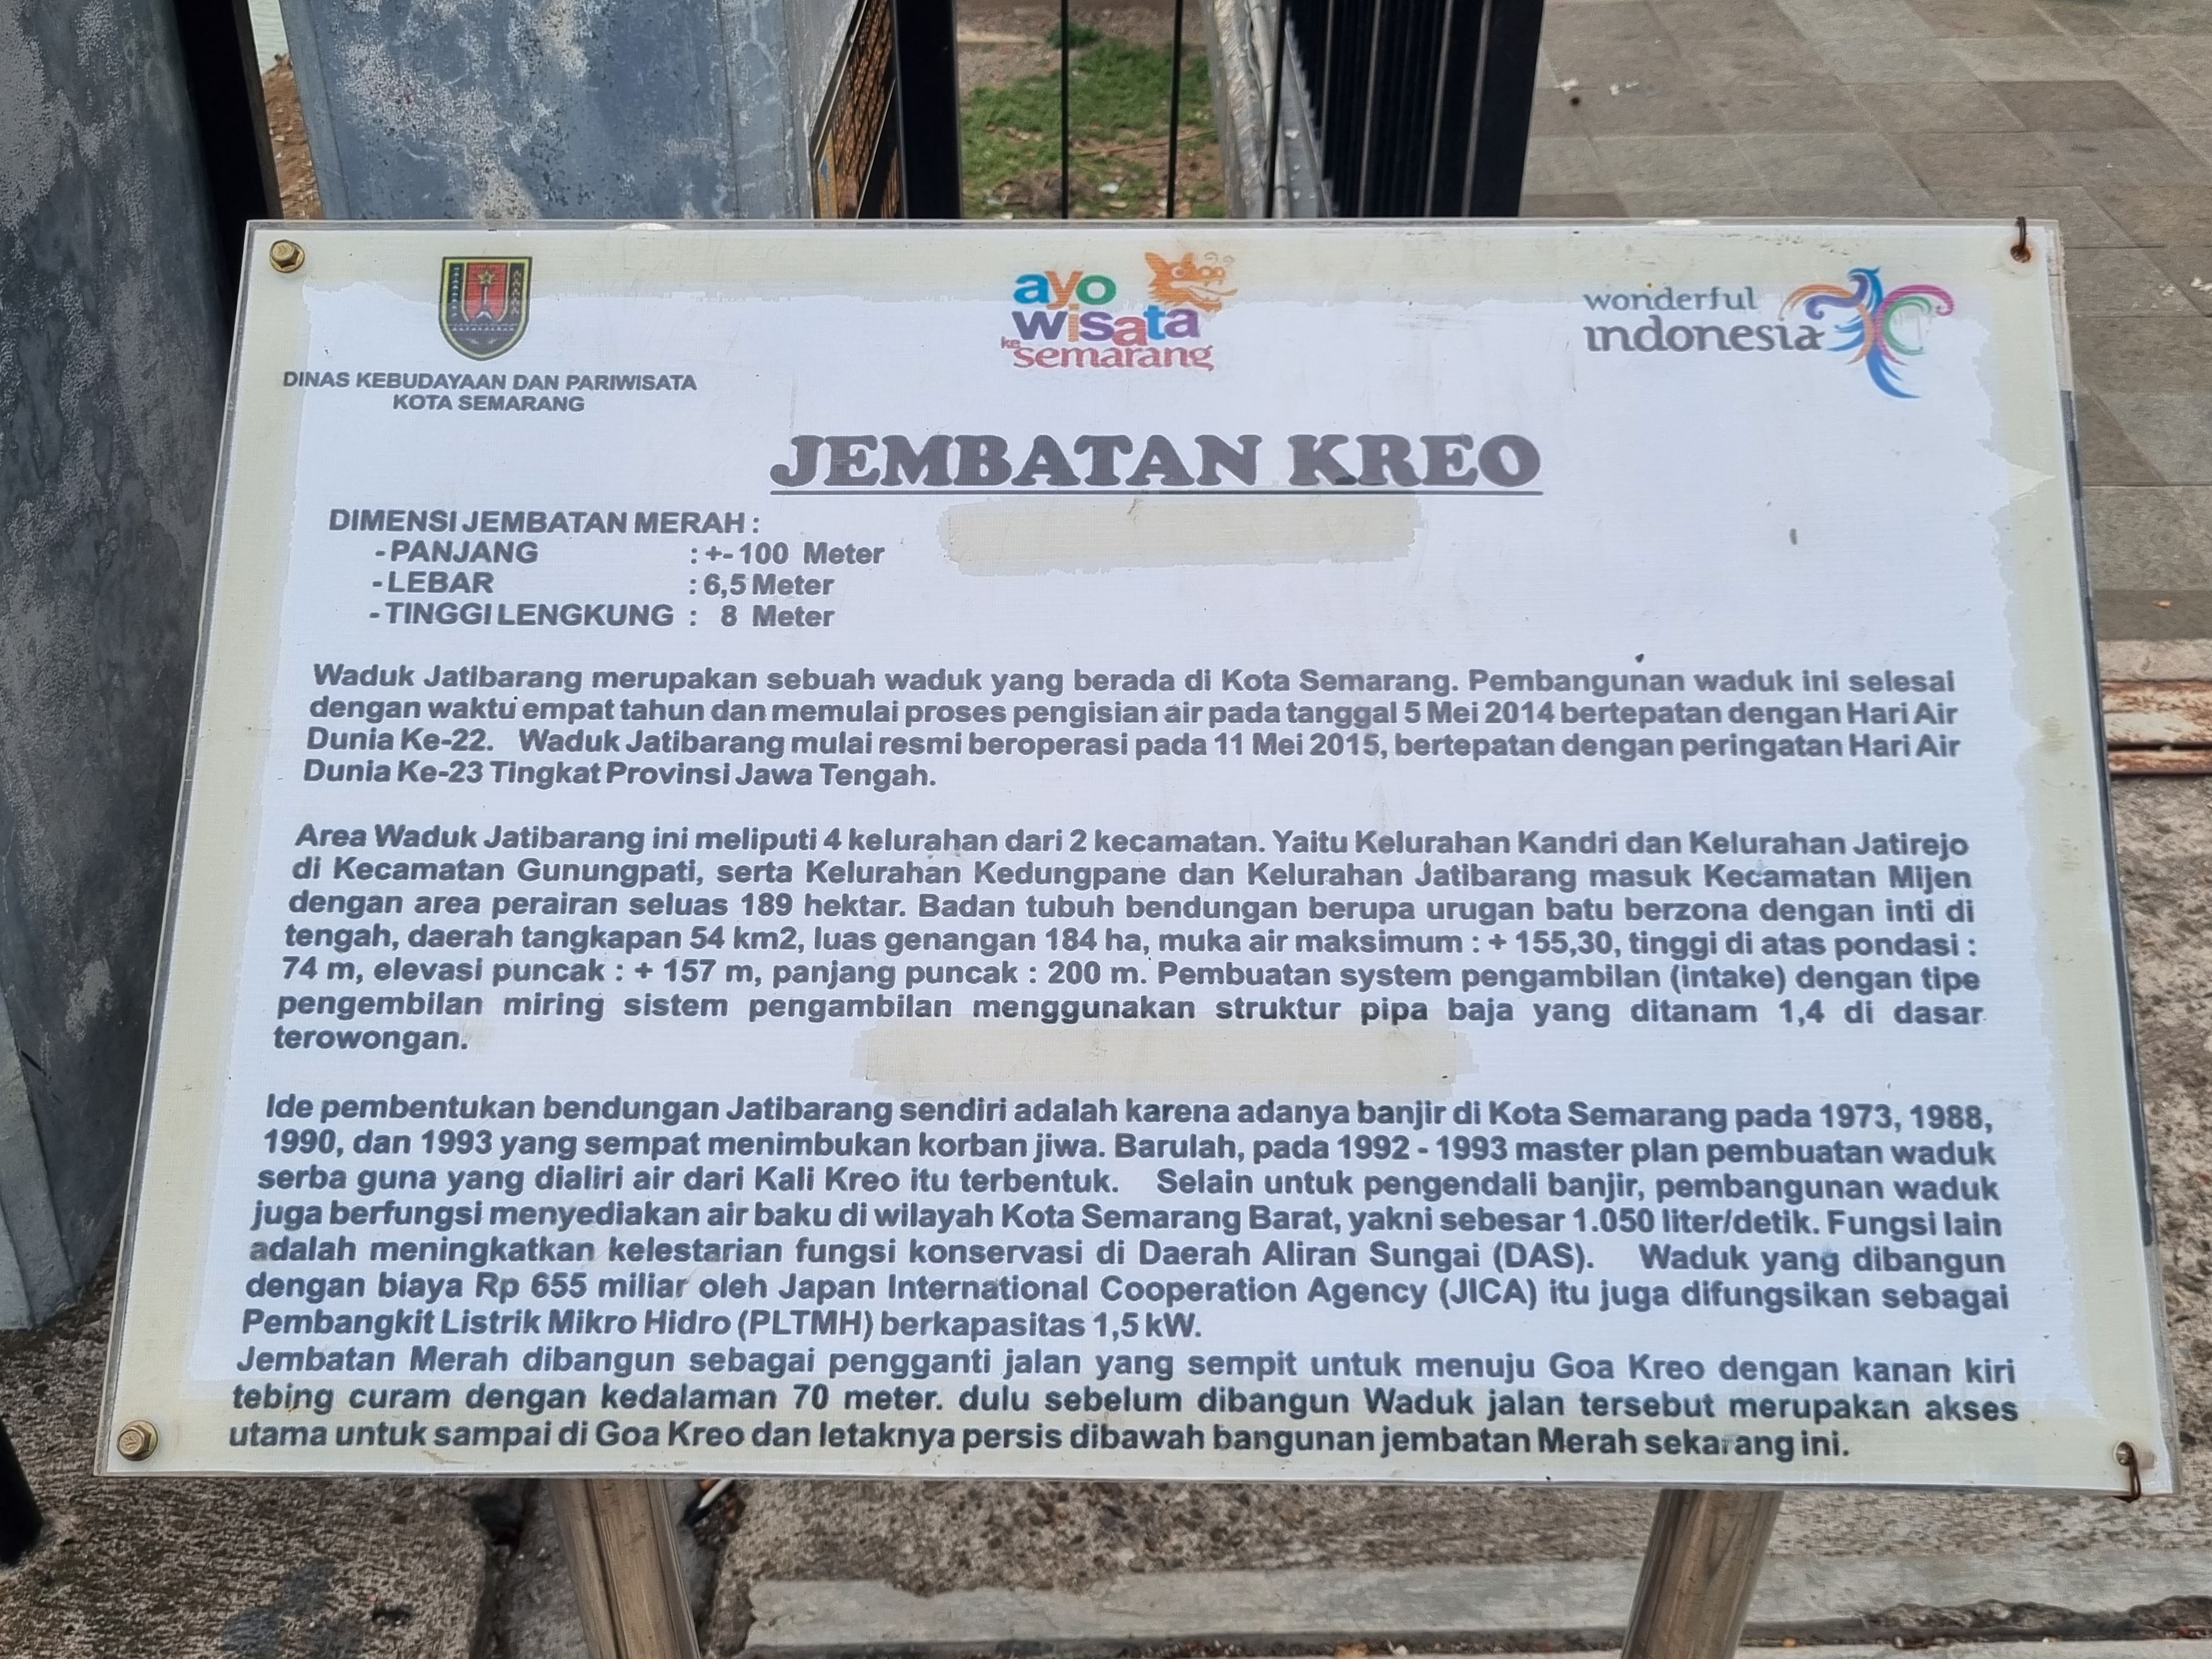 DINAS KEBUDAYAAN DAN PARIWISATA
KOTA SEMARANG
ayo
wisata
ke semarang
wonderful
indonesia
JEMBATAN KREO
DIMENSI JEMBATAN MERAH :
- PANJANG : +- 100 Meter
- LEBAR : 6,5 Meter
- TINGGI LENGKUNG : 8 Meter
Waduk Jatibarang merupakan sebuah waduk yang berada di Kota Semarang. Pembangunan waduk ini selesai
dengan waktu empat tahun dan memulai proses pengisian air pada tanggal 5 Mei 2014 bertepatan dengan Hari Air
Dunia Ke-22. Waduk Jatibarang mulai resmi beroperasi pada 11 Mei 2015, bertepatan dengan peringatan Hari Air
Dunia Ke-23 Tingkat Provinsi Jawa Tengah.
Area Waduk Jatibarang ini meliputi 4 kelurahan dari 2 kecamatan. Yaitu Kelurahan Kandri dan Kelurahan Jatirejo
di Kecamatan Gunungpati, serta Kelurahan Kedungpane dan Kelurahan Jatibarang masuk Kecamatan Mijen
dengan area perairan seluas 189 hektar. Badan tubuh bendungan berupa urugan batu berzona dengan inti di
tengah, daerah tangkapan 54 km2, luas genangan 184 ha, muka air maksimum : + 155,30, tinggi di atas pondasi :
74 m, elevasi puncak : + 157 m, panjang puncak : 200 m. Pembuatan system pengambilan (intake) dengan tipe
pengembilan miring sistem pengambilan menggunakan struktur pipa baja yang ditanam 1,4 di dasar
terowongan.
Ide pembentukan bendungan Jatibarang sendiri adalah karena adanya banjir di Kota Semarang pada 1973, 1988,
1990, dan 1993 yang sempat menimbukan korban jiwa. Barulah, pada 1992 - 1993 master plan pembuatan waduk
serba guna yang dialiri air dari Kali Kreo itu terbentuk. Selain untuk pengendali banjir, pembangunan waduk
juga berfungsi menyediakan air baku di wilayah Kota Semarang Barat, yakni sebesar 1.050 liter/detik. Fungsi lain
adalah meningkatkan kelestarian fungsi konservasi di Daerah Aliran Sungai (DAS). Waduk yang dibangun
dengan biaya Rp 655 miliar oleh Japan International Cooperation Agency (JICA) itu juga difungsikan sebagai
Pembangkit Listrik Mikro Hidro (PLTMH) berkapasitas 1,5 kW.
Jembatan Merah dibangun sebagai pengganti jalan yang sempit untuk menuju Goa Kreo dengan kanan kiri
tebing curam dengan kedalaman 70 meter. dulu sebelum dibangun Waduk jalan tersebut merupakan akses
utama untuk sampai di Goa Kreo dan letaknya persis dibawah bangunan jembatan Merah sekarang ini.